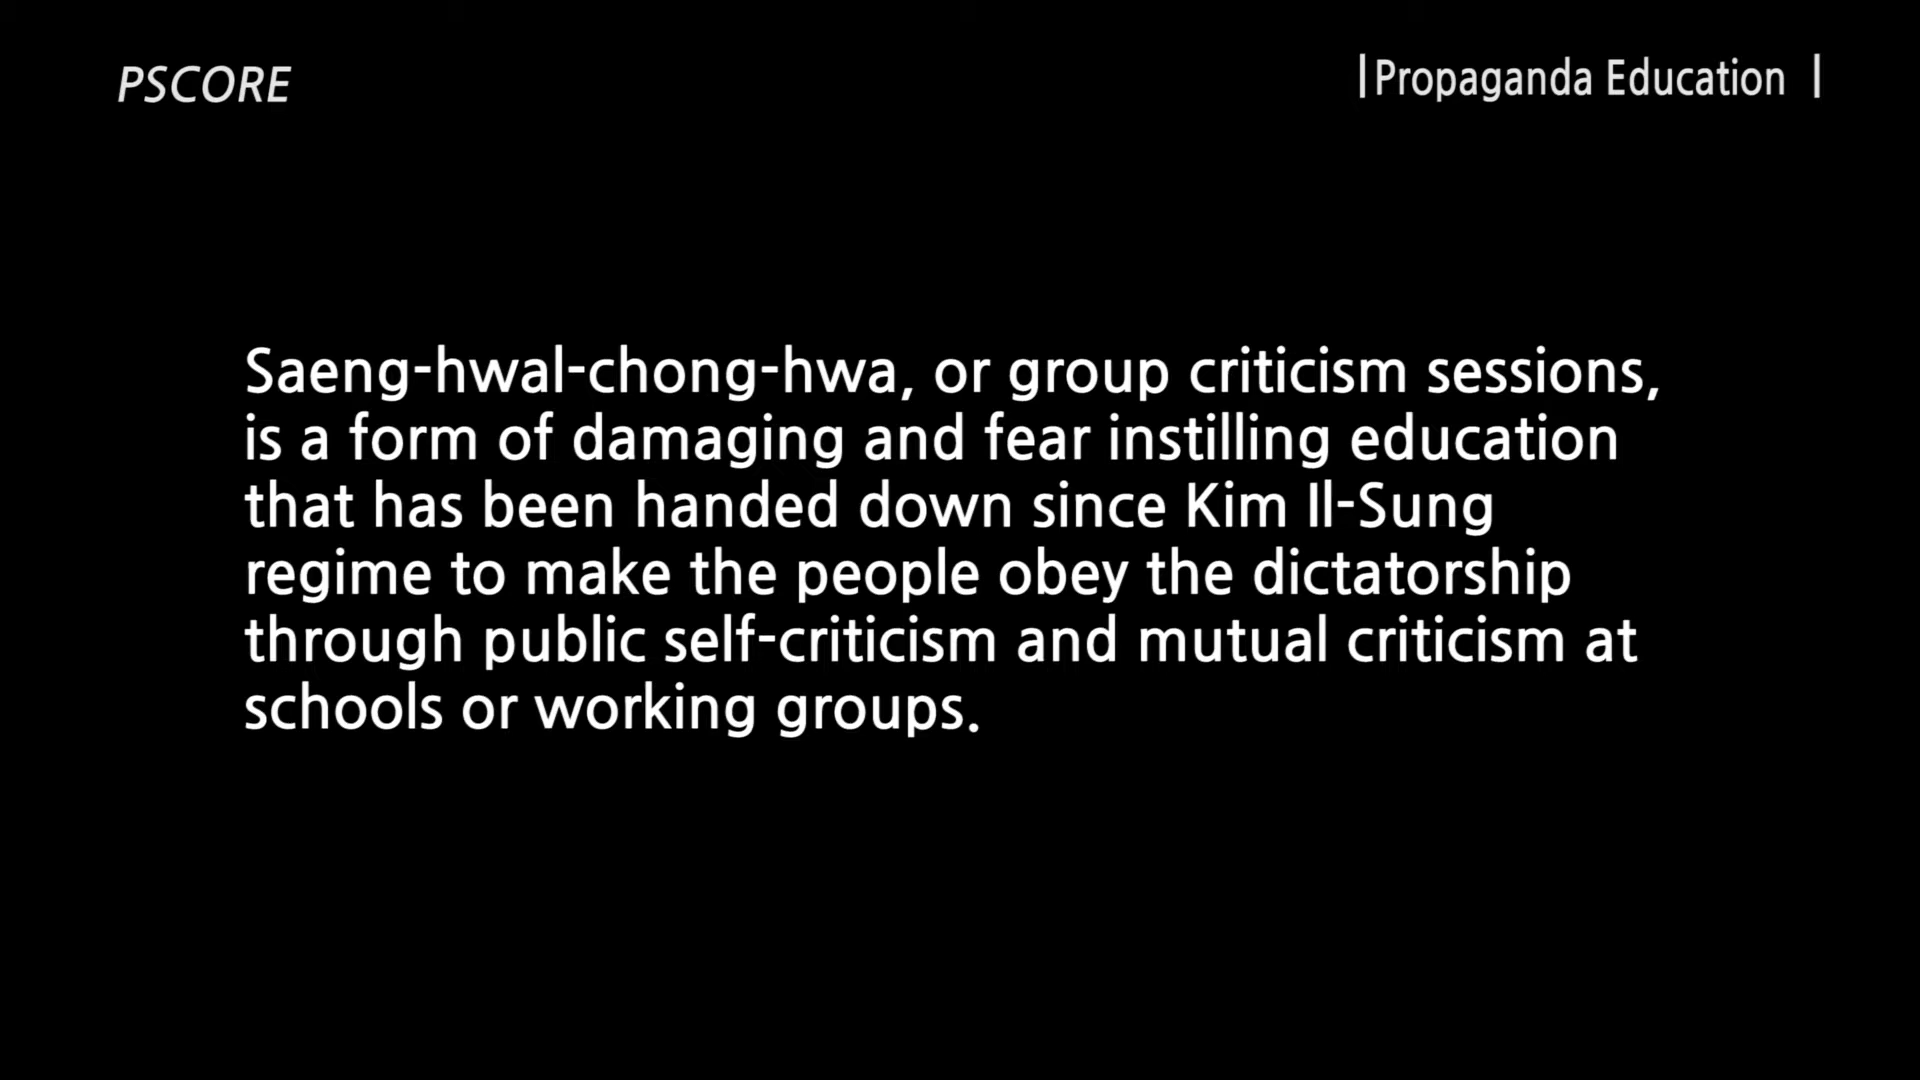 PSCORE
|Propaganda Education |
Saeng-hwal-chong-hwa, or group criticism sessions,
is a form of damaging and fear instilling education
that has been handed down since Kim Il-Sung
regime to make the people obey the dictatorship
through public self-criticism and mutual criticism at
schools or working groups.